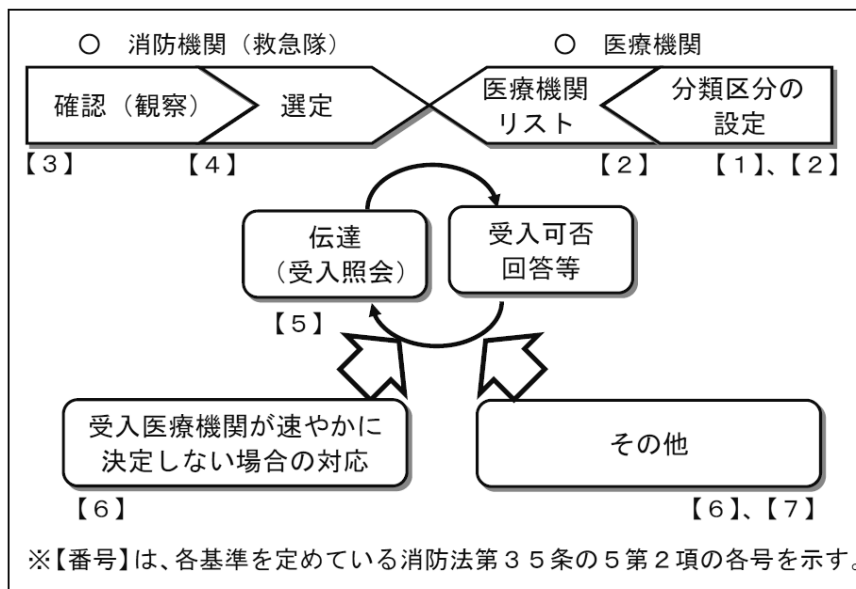 ○ 消防機関（救急隊）
○ 医療機関
確認（観察）
選定
医療機関
リスト
分類区分の
設定
【３】
【４】
【２】
【１】、【２】
伝達
（受入照会）
受入可否
回答等
【５】
受入医療機関が速やかに
決定しない場合の対応
その他
【６】
【６】、【７】
※【番号】は、各基準を定めている消防法第３５条の５第２項の各号を示す。